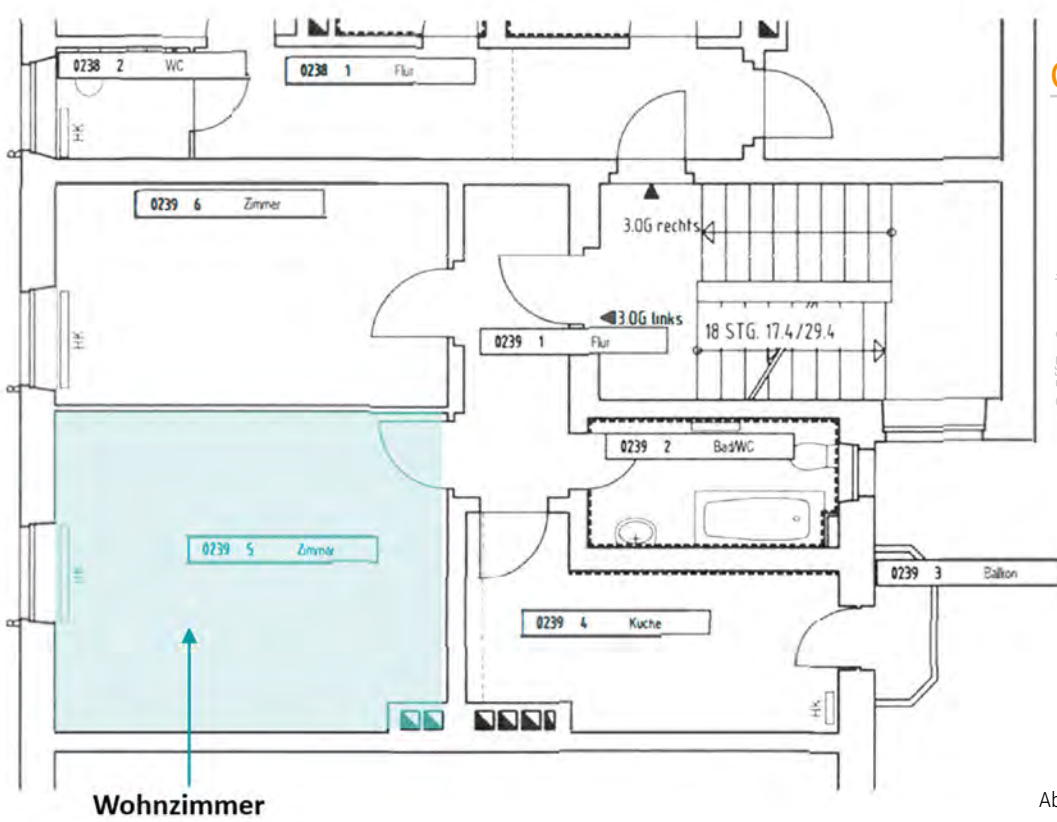 0238 2 WC
0238 1 Flur
HK
0239 6 Zimmer
3.OG rechts
HK
3.OG links
18 STG. 17.4/29.4
0239 1 Flur
0239 2 Bad/WC
0239 5 Zimmer
HK
0239 3 Balkon
0239 4 Kuche
HK
Wohnzimmer
Ab